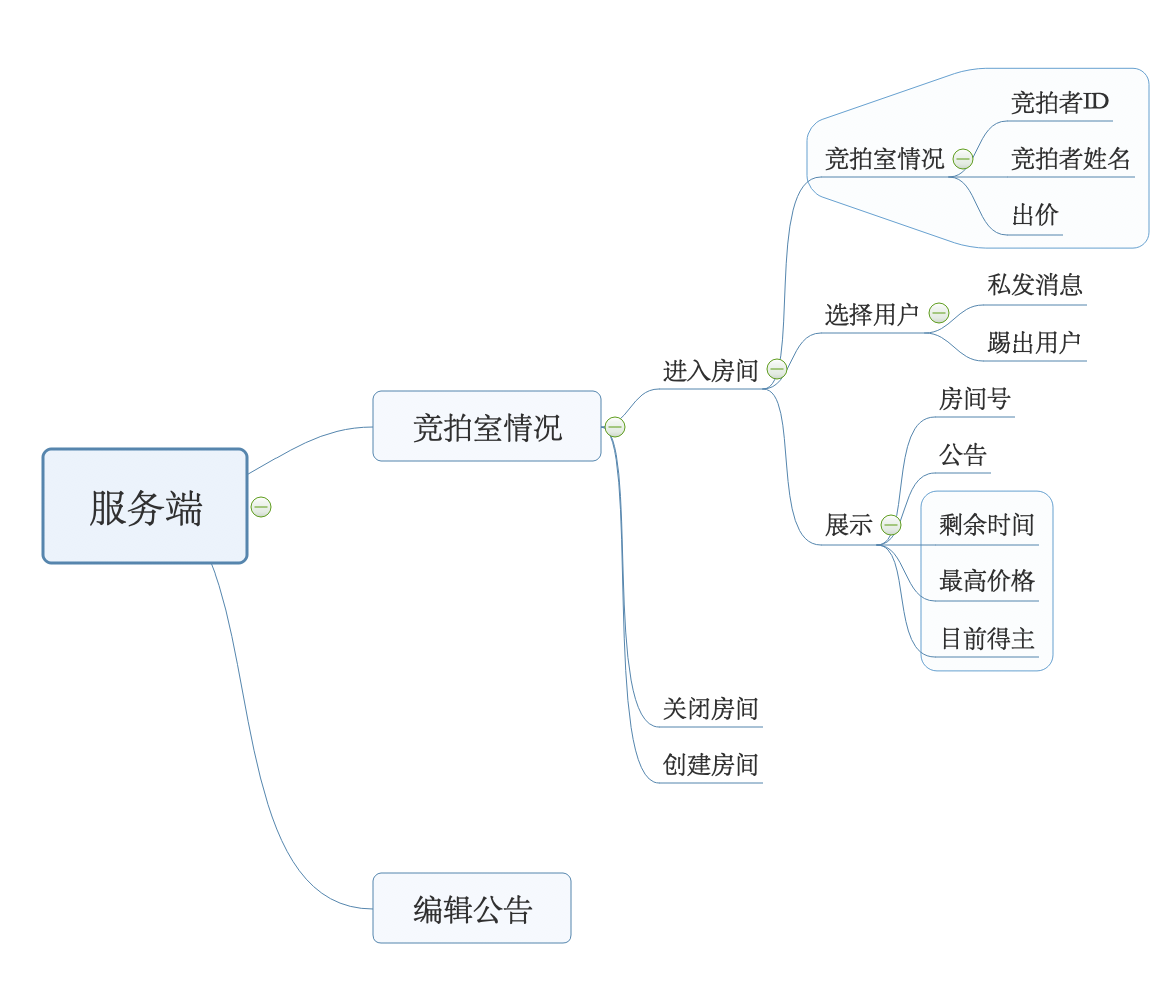 服务端
竞拍室情况
进入房间
竞拍室情况
竞拍者ID
竞拍者姓名
出价
选择用户
私发消息
踢出用户
展示
房间号
公告
剩余时间
最高价格
目前得主
关闭房间
创建房间
编辑公告